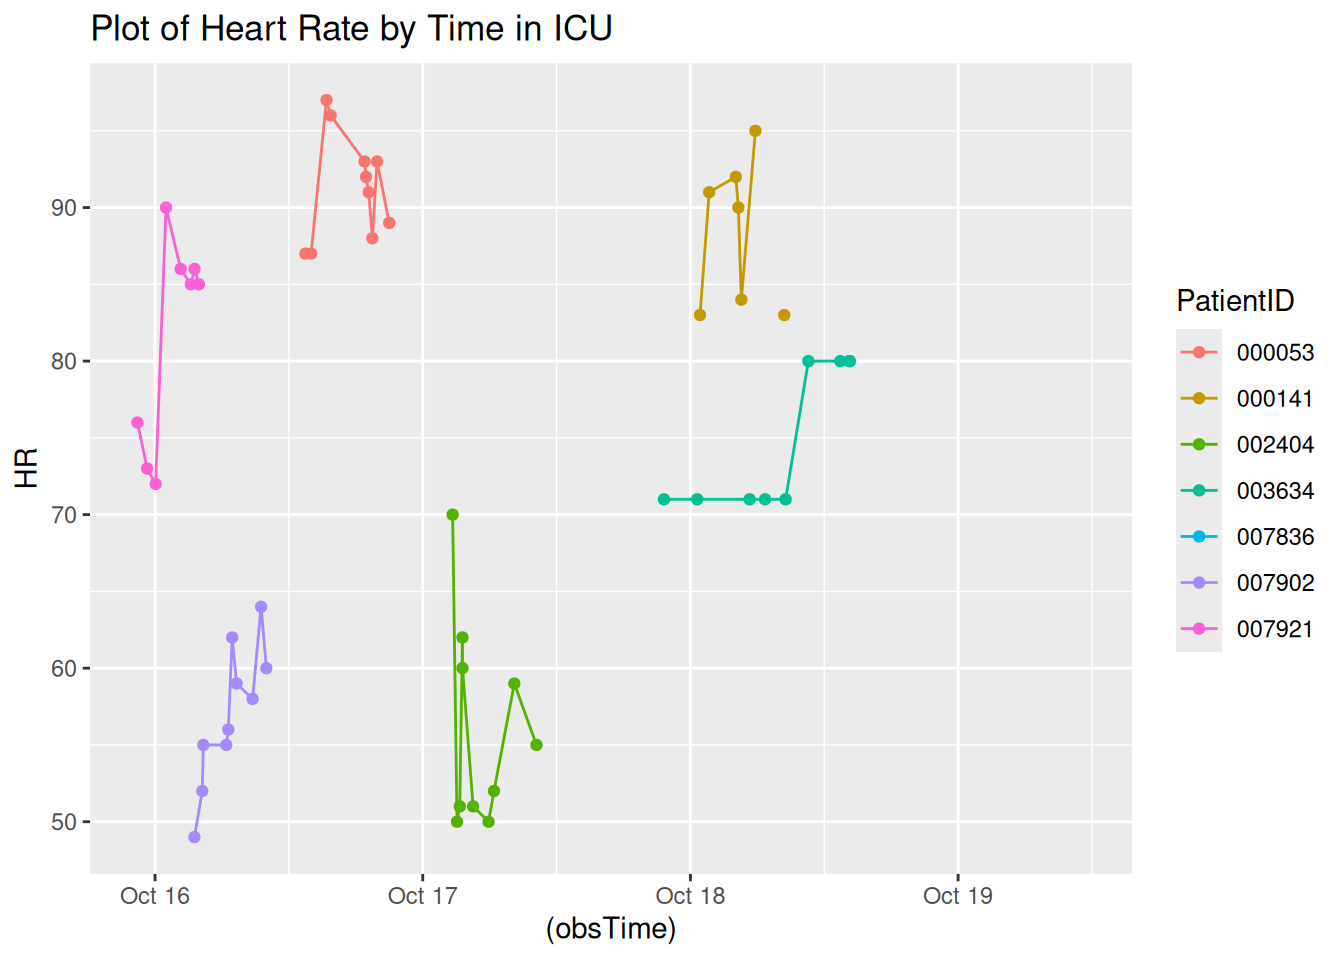 Plot of Heart Rate by Time in ICU
HR
90
80
70
60
50
Oct 16
Oct 17
Oct 18
Oct 19
(obsTime)
PatientID
000053
000141
002404
003634
007836
007902
007921